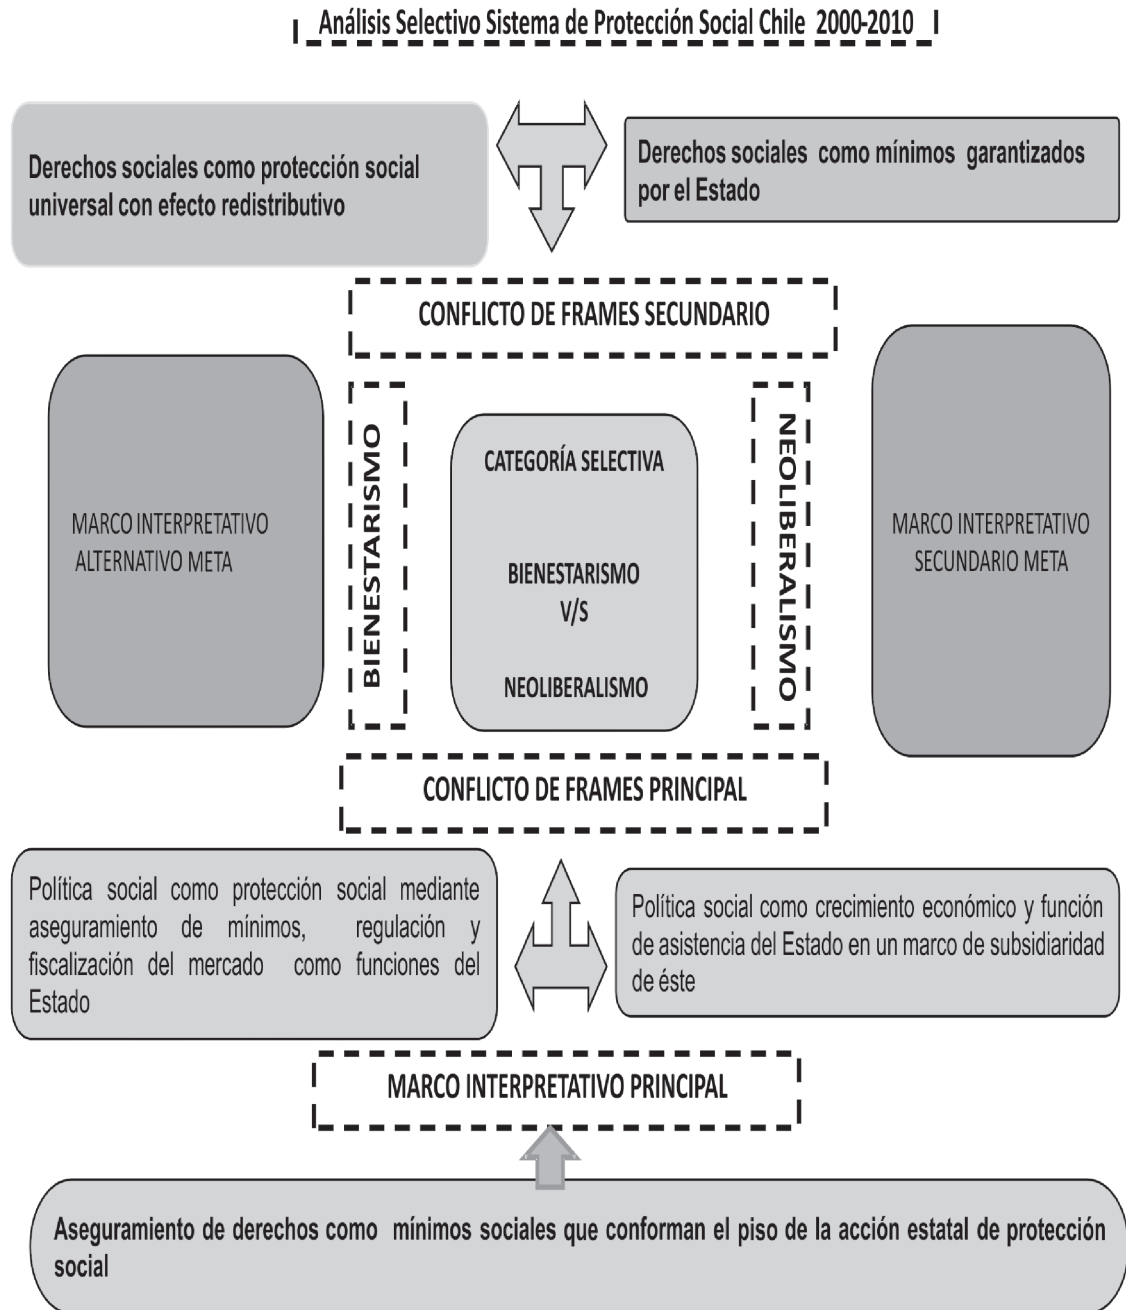 Análisis Selectivo Sistema de Protección Social Chile 2000-2010
Derechos sociales como protección social
universal con efecto redistributivo
Derechos sociales como mínimos garantizados
por el Estado
CONFLICTO DE FRAMES SECUNDARIO
MARCO INTERPRETATIVO
ALTERNATIVO META
BIENESTARISMO
CATEGORÍA SELECTIVA
BIENESTARISMO
V/S
NEOLIBERALISMO
NEOLIBERALISMO
MARCO INTERPRETATIVO
SECUNDARIO META
CONFLICTO DE FRAMES PRINCIPAL
Política social como protección social mediante
aseguramiento de mínimos, regulación y
fiscalización del mercado como funciones del
Estado
Política social como crecimiento económico y función
de asistencia del Estado en un marco de subsidiaridad
de éste
MARCO INTERPRETATIVO PRINCIPAL
Aseguramiento de derechos como mínimos sociales que conforman el piso de la acción estatal de protección
social